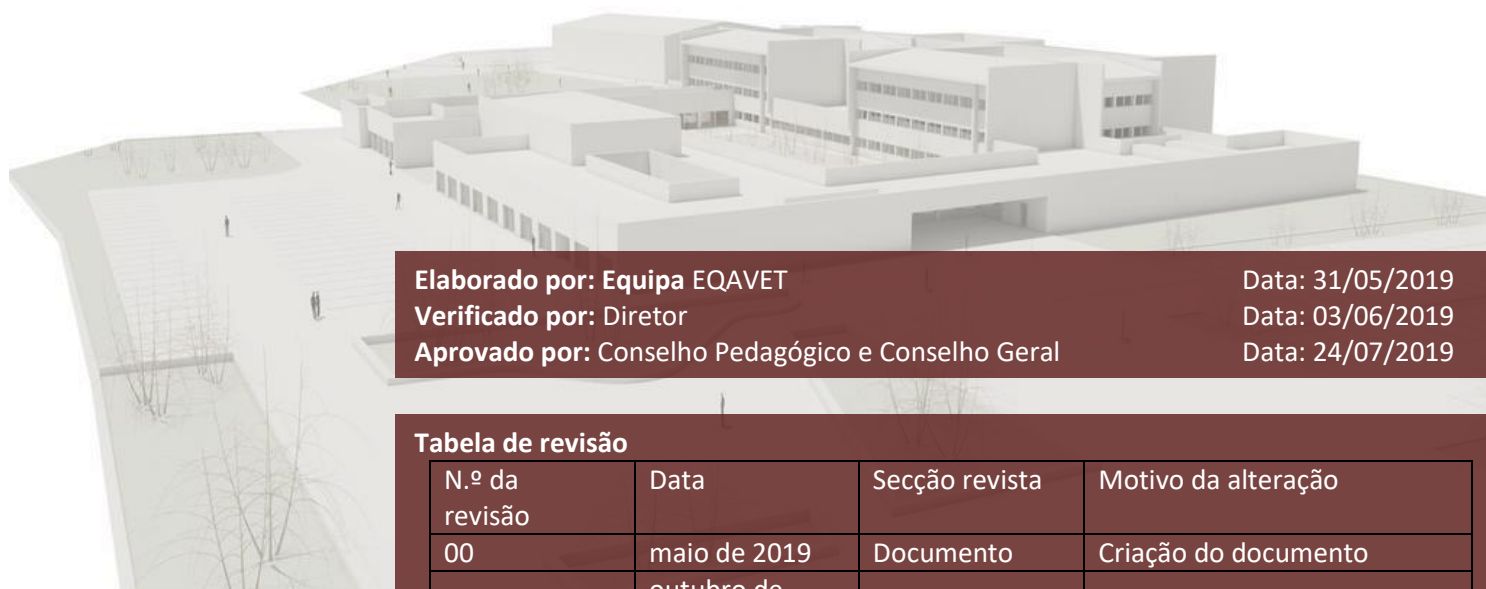 Elaborado por: Equipa EQAVET Data: 31/05/2019
Verificado por: Diretor Data: 03/06/2019
Aprovado por: Conselho Pedagógico e Conselho Geral Data: 24/07/2019
Tabela de revisão
N.º da revisão Data Secção revista Motivo da alteração
00 maio de 2019 Documento Criação do documento
outubro de